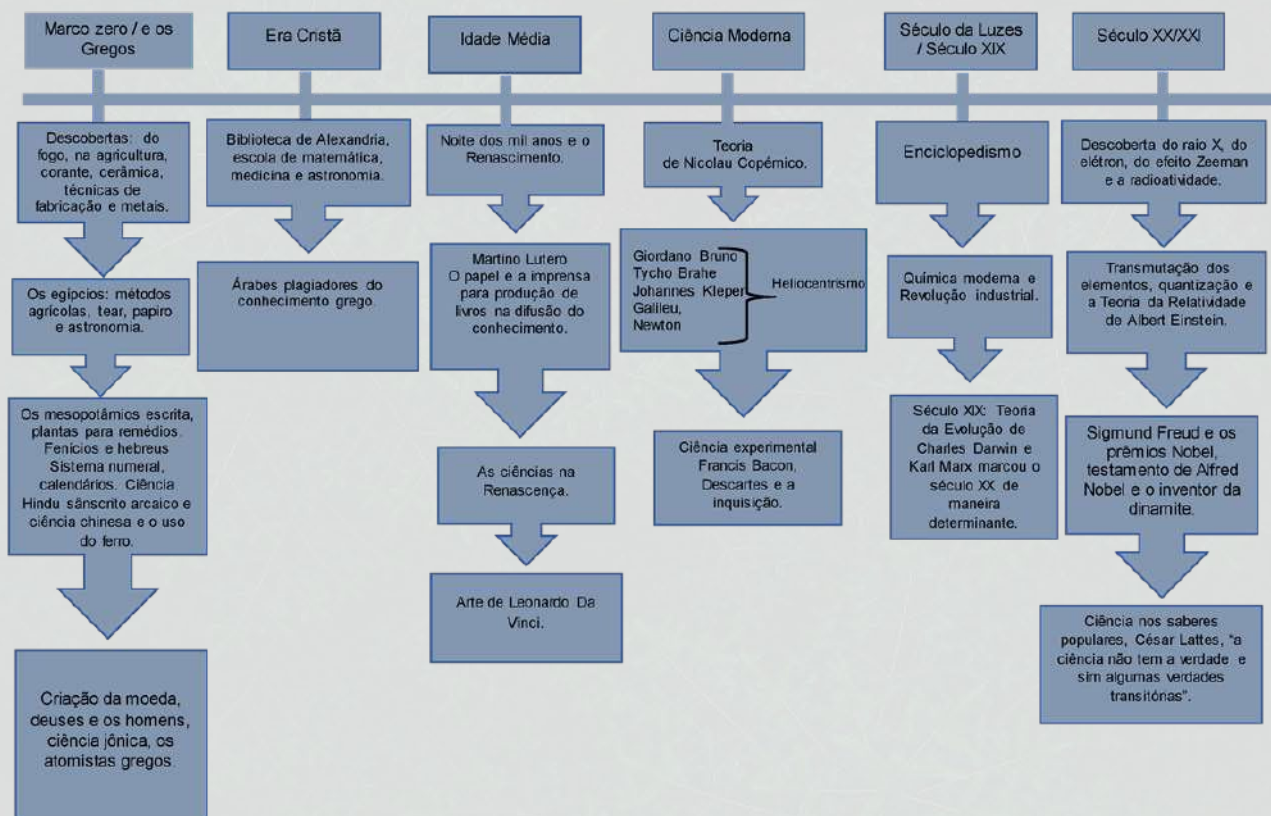 Marco zero / e os
Gregos
Descobertas: do
fogo, na agricultura,
corante, cerâmica,
técnicas de
fabricação e metais.
Os egípcios: métodos
agrícolas, tear, papiro
e astronomia.
Os mesopotâmios escrita,
plantas para remédios.
Fenícios e hebreus
Sistema numeral,
calendários. Ciência
Hindu sânscrito arcaico e
ciência chinesa e o uso
do ferro.
Criação da moeda,
deuses e os homens,
ciência jônica, os
atomistas gregos.
Era Cristã
Biblioteca de Alexandria,
escola de matemática,
medicina e astronomia.
Árabes plagiadores do
conhecimento grego.
Idade Média
Noite dos mil anos e o
Renascimento.
Martino Lutero
O papel e a imprensa
para produção de
livros na difusão do
conhecimento.
As ciências na
Renascença.
Arte de Leonardo Da
Vinci.
Ciência Moderna
Teoria
de Nicolau Copérnico.
Giordano Bruno
Tycho Brahe
Johannes Kleper
Galileu,
Newton
Heliocentrismo
Ciência experimental
Francis Bacon,
Descartes e a
inquisição.
Século da Luzes
/ Século XIX
Enciclopedismo
Química moderna e
Revolução industrial.
Século XIX: Teoria
da Evolução de
Charles Darwin e
Karl Marx marcou o
século XX de
maneira
determinante.
Século XX/XXI
Descoberta do raio X, do
elétron, do efeito Zeeman
e a radioatividade.
Transmutação dos
elementos, quantização e
a Teoria da Relatividade
de Albert Einstein.
Sigmund Freud e os
prêmios Nobel,
testamento de Alfred
Nobel e o inventor da
dinamite.
Ciência nos saberes
populares, César Lattes, "a
ciência não tem a verdade e
sim algumas verdades
transitórias".